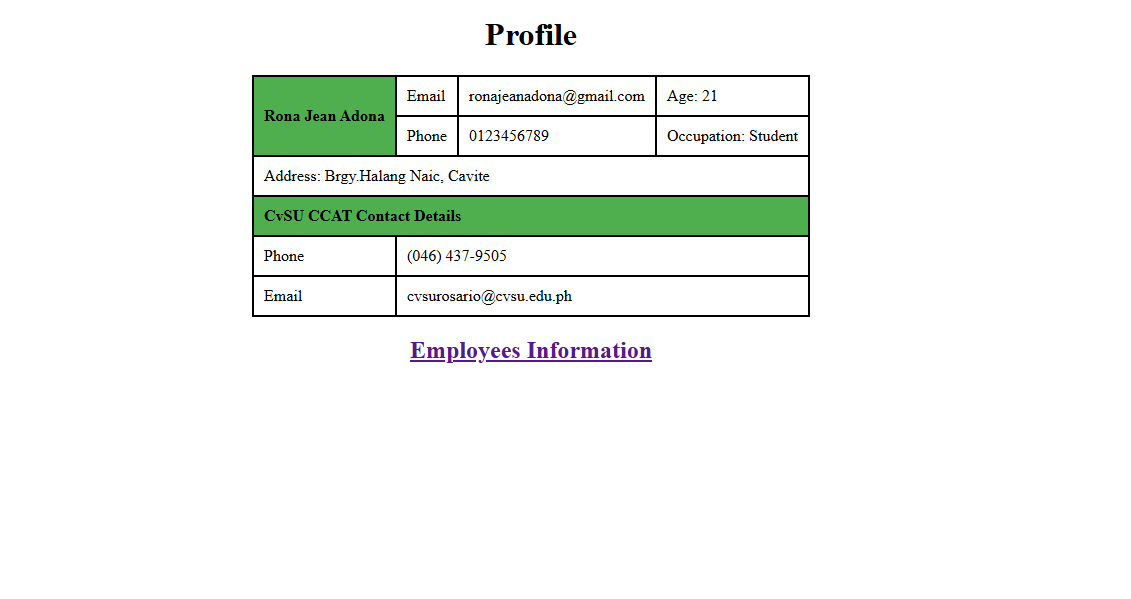 Profile
Rona Jean Adona
Email ronajeanadona@gmail.com Age: 21
Phone 0123456789 Occupation: Student
Address: Brgy.Halang Naic, Cavite
CvSU CCAT Contact Details
Phone (046) 437-9505
Email cvsurosario@cvsu.edu.ph
Employees Information